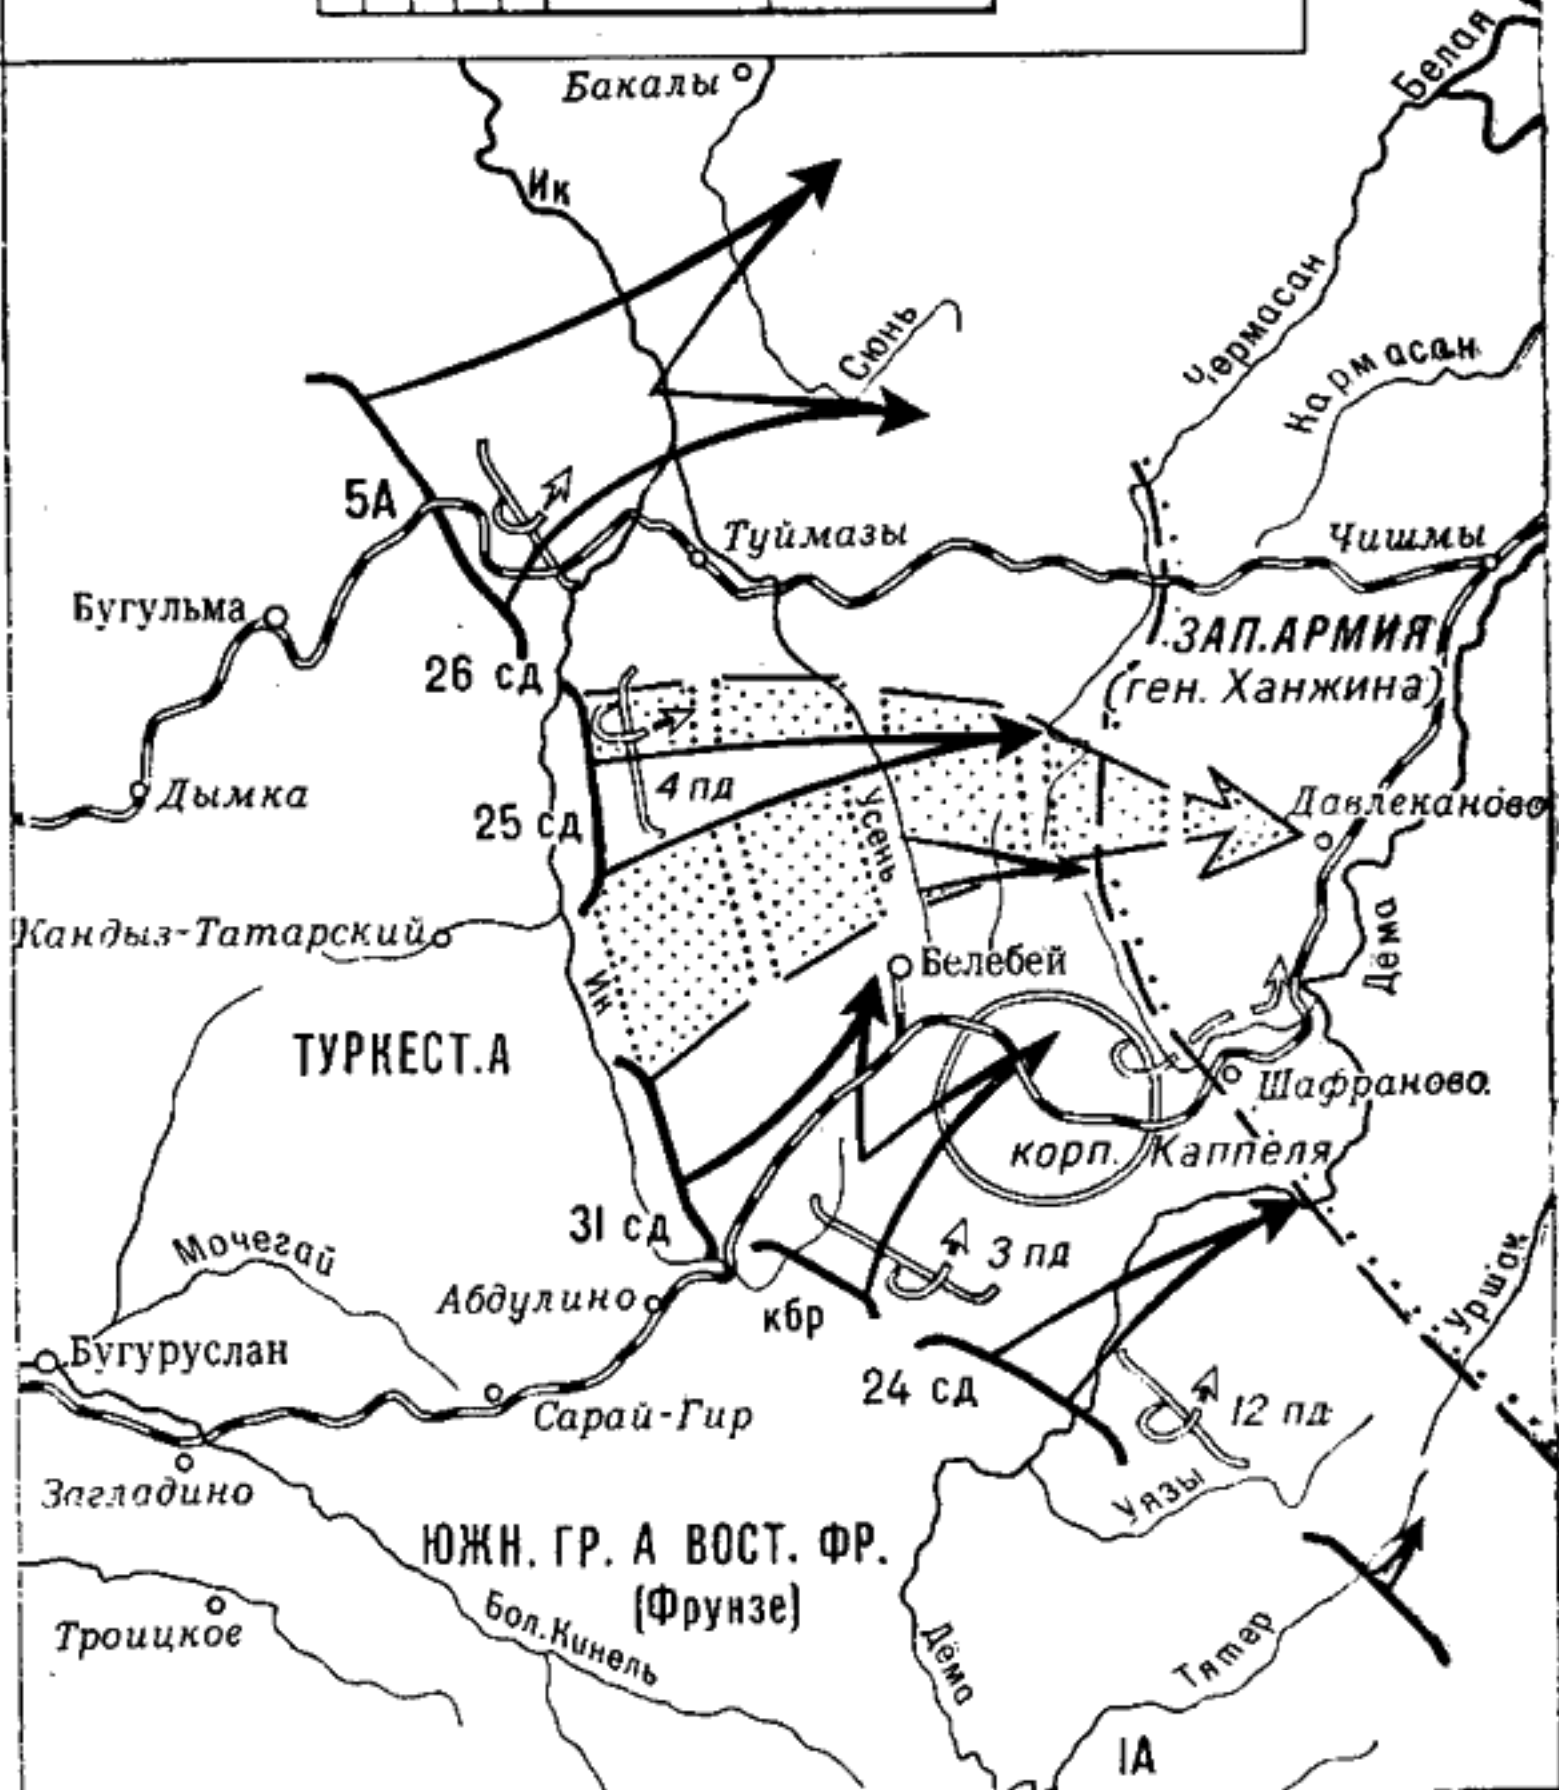 Бакалы
Белая
Ик
Сюнь
Чермасан
Кармасан
5А
Туймазы
Чишмы
Бугульма
ЗАП. АРМИЯ
(ген. Ханжина)
26 сд
Дымка
4 пд
25 сд
Усень
Давлеканово
Кандыз-Татарский
Ик
Белебей
Дёма
ТУРКЕСТ. А
Шафраново
корп. Каппеля
31 сд
Мочегай
3 пд
Абдулино
кбр
Уршак
Бугуруслан
24 сд
12 пд
Сарай-Гир
Загладино
Уязы
ЮЖН. ГР. А ВОСТ. ФР.
(Фрунзе)
Троицкое
Бол. Кинель
Дёма
Тятер
1А